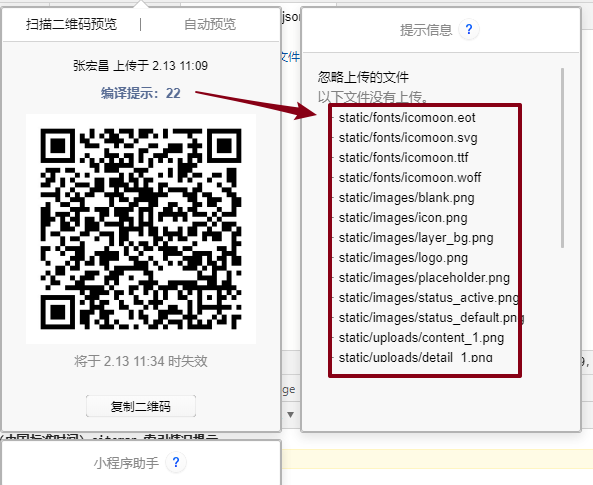 扫描二维码预览
自动预览
json
张宏昌 上传于 2.13 11:09
文件
编译提示：22
将于 2.13 11:34 时失效
复制二维码
小程序助手 ?
提示信息 ?
忽略上传的文件
以下文件没有上传。
- static/fonts/icomoon.eot
- static/fonts/icomoon.svg
- static/fonts/icomoon.ttf
- static/fonts/icomoon.woff
- static/images/blank.png
- static/images/icon.png
- static/images/layer_bg.png
- static/images/logo.png
- static/images/placeholder.png
- static/images/status_active.png
- static/images/status_default.png
- static/uploads/content_1.png
- static/uploads/detail_1.png